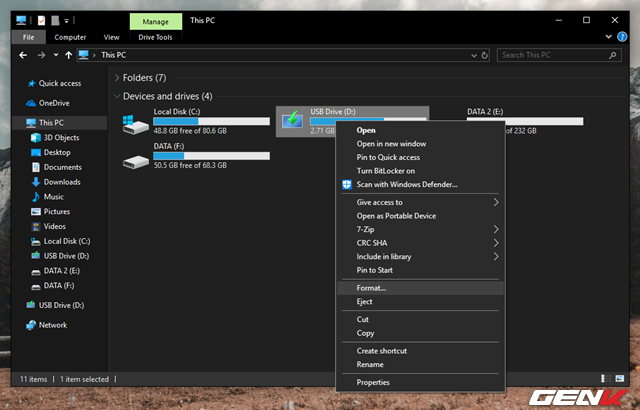 Manage
This PC
File
Computer
View
Drive Tools
This PC
Search This PC
Quick access
OneDrive
This PC
3D Objects
Desktop
Documents
Downloads
Music
Pictures
Videos
Local Disk (C:)
USB Drive (D:)
DATA 2 (E:)
DATA (F:)
USB Drive (D:)
Network
Folders (7)
Devices and drives (4)
Local Disk (C:)
48.8 GB free of 80.6 GB
USB Drive (D:)
2.71 G
DATA 2 (E:)
e of 232 GB
DATA (F:)
50.5 GB free of 68.3 GB
Open
Open in new window
Pin to Quick access
Turn BitLocker on
Scan with Windows Defender...
Give access to
Open as Portable Device
7-Zip
CRC SHA
Include in library
Pin to Start
Format...
Eject
Cut
Copy
Create shortcut
Rename
Properties
11 items
1 item selected
GENK